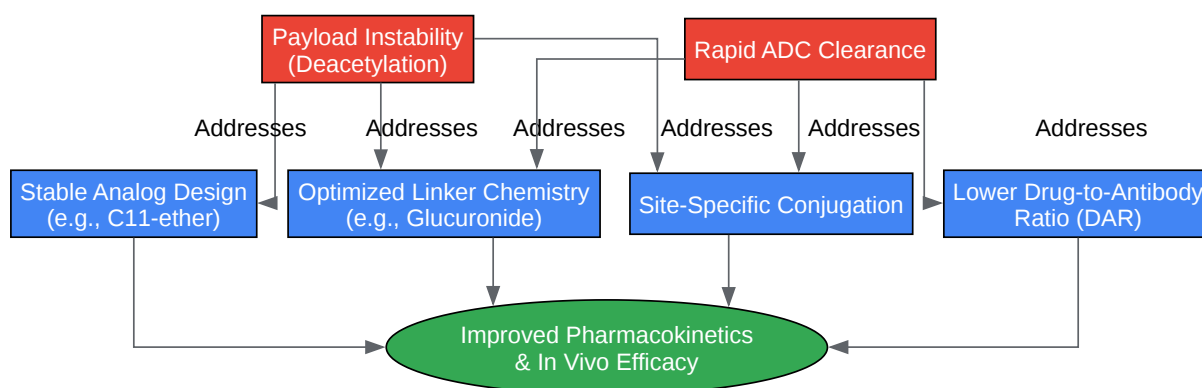 Payload Instability
(Deacetylation)
Rapid ADC Clearance
Addresses
Addresses
Addresses
Addresses
Addresses
Addresses
Stable Analog Design
(e.g., C11-ether)
Optimized Linker Chemistry
(e.g., Glucuronide)
Site-Specific Conjugation
Lower Drug-to-Antibody
Ratio (DAR)
Improved Pharmacokinetics
& In Vivo Efficacy